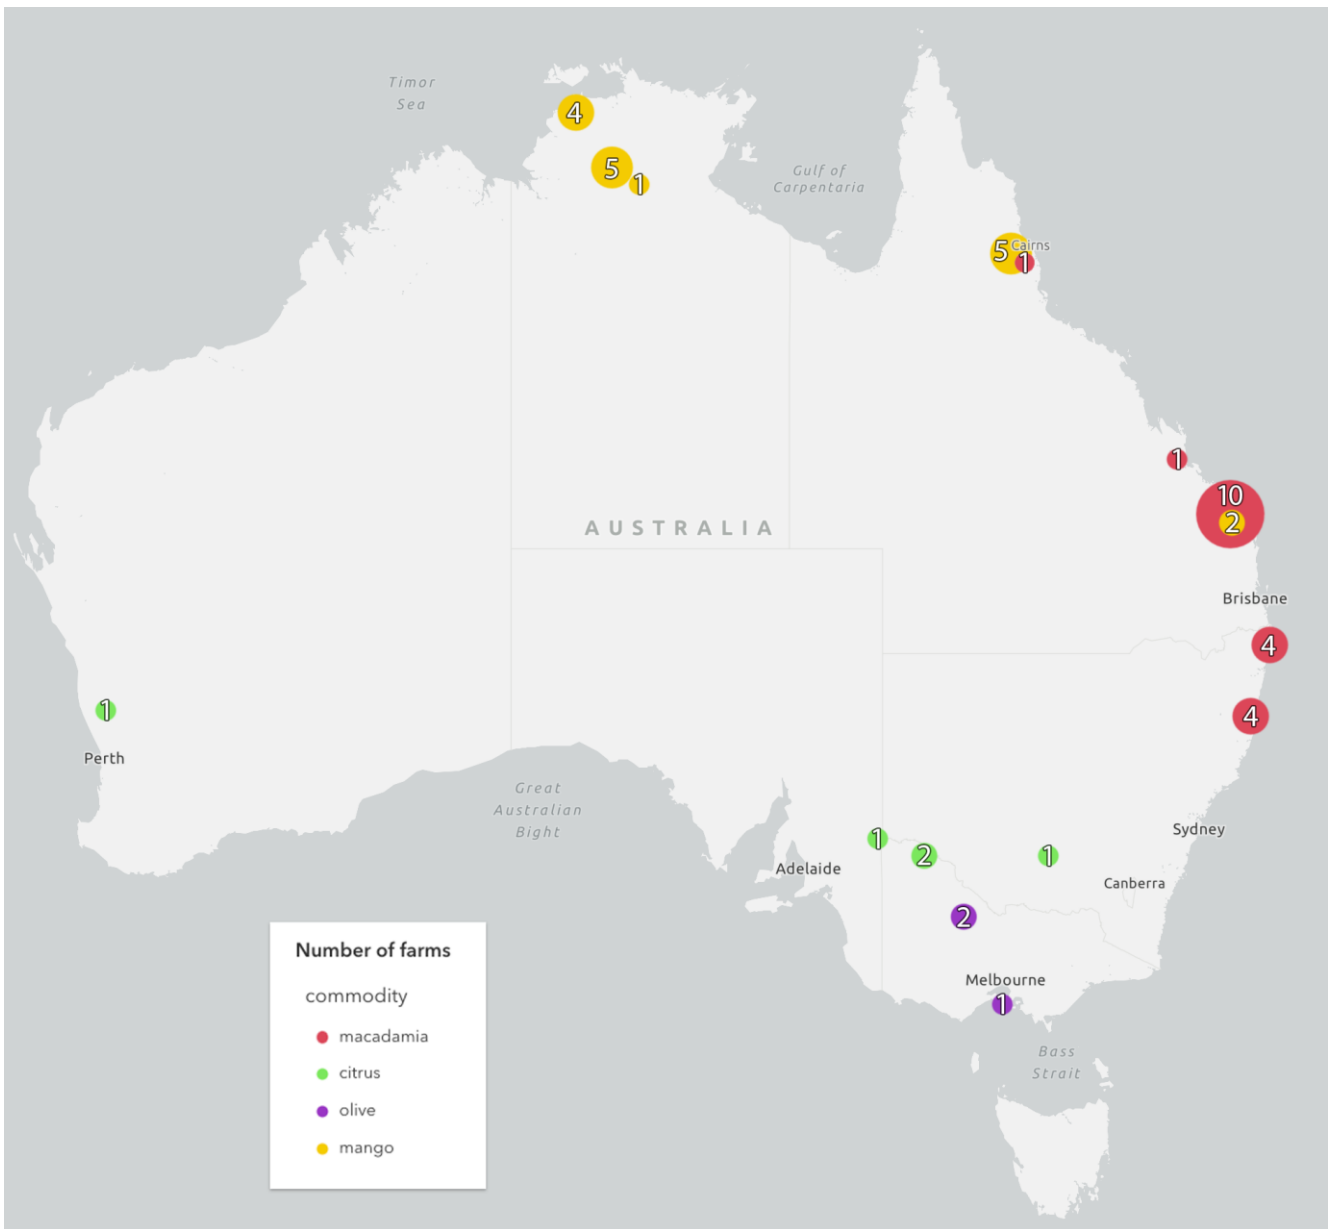 Timor
Sea
4
5
1
Gulf of
Carpentaria
5
Cairns
1
1
10
2
AUSTRALIA
Brisbane
4
4
1
Perth
Great
Australian
Bight
1
2
1
Adelaide
Sydney
Canberra
2
Melbourne
1
Bass
Strait
Number of farms
commodity
macadamia
citrus
olive
mango